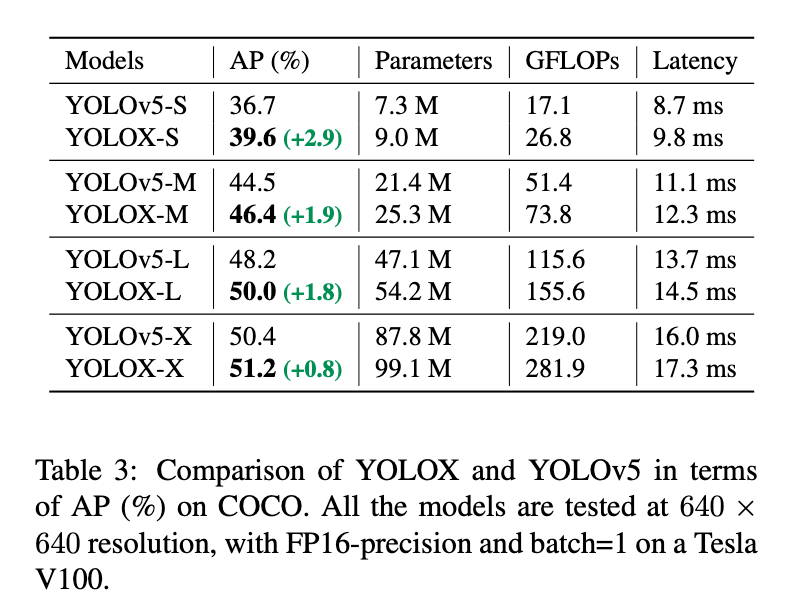 Models AP (%) Parameters GFLOPs Latency
YOLOv5-S 36.7 7.3 M 17.1 8.7 ms
YOLOX-S 39.6 (+2.9) 9.0 M 26.8 9.8 ms
YOLOv5-M 44.5 21.4 M 51.4 11.1 ms
YOLOX-M 46.4 (+1.9) 25.3 M 73.8 12.3 ms
YOLOv5-L 48.2 47.1 M 115.6 13.7 ms
YOLOX-L 50.0 (+1.8) 54.2 M 155.6 14.5 ms
YOLOv5-X 50.4 87.8 M 219.0 16.0 ms
YOLOX-X 51.2 (+0.8) 99.1 M 281.9 17.3 ms
Table 3: Comparison of YOLOX and YOLOv5 in terms
of AP (%) on COCO. All the models are tested at 640 ×
640 resolution, with FP16-precision and batch=1 on a Tesla
V100.